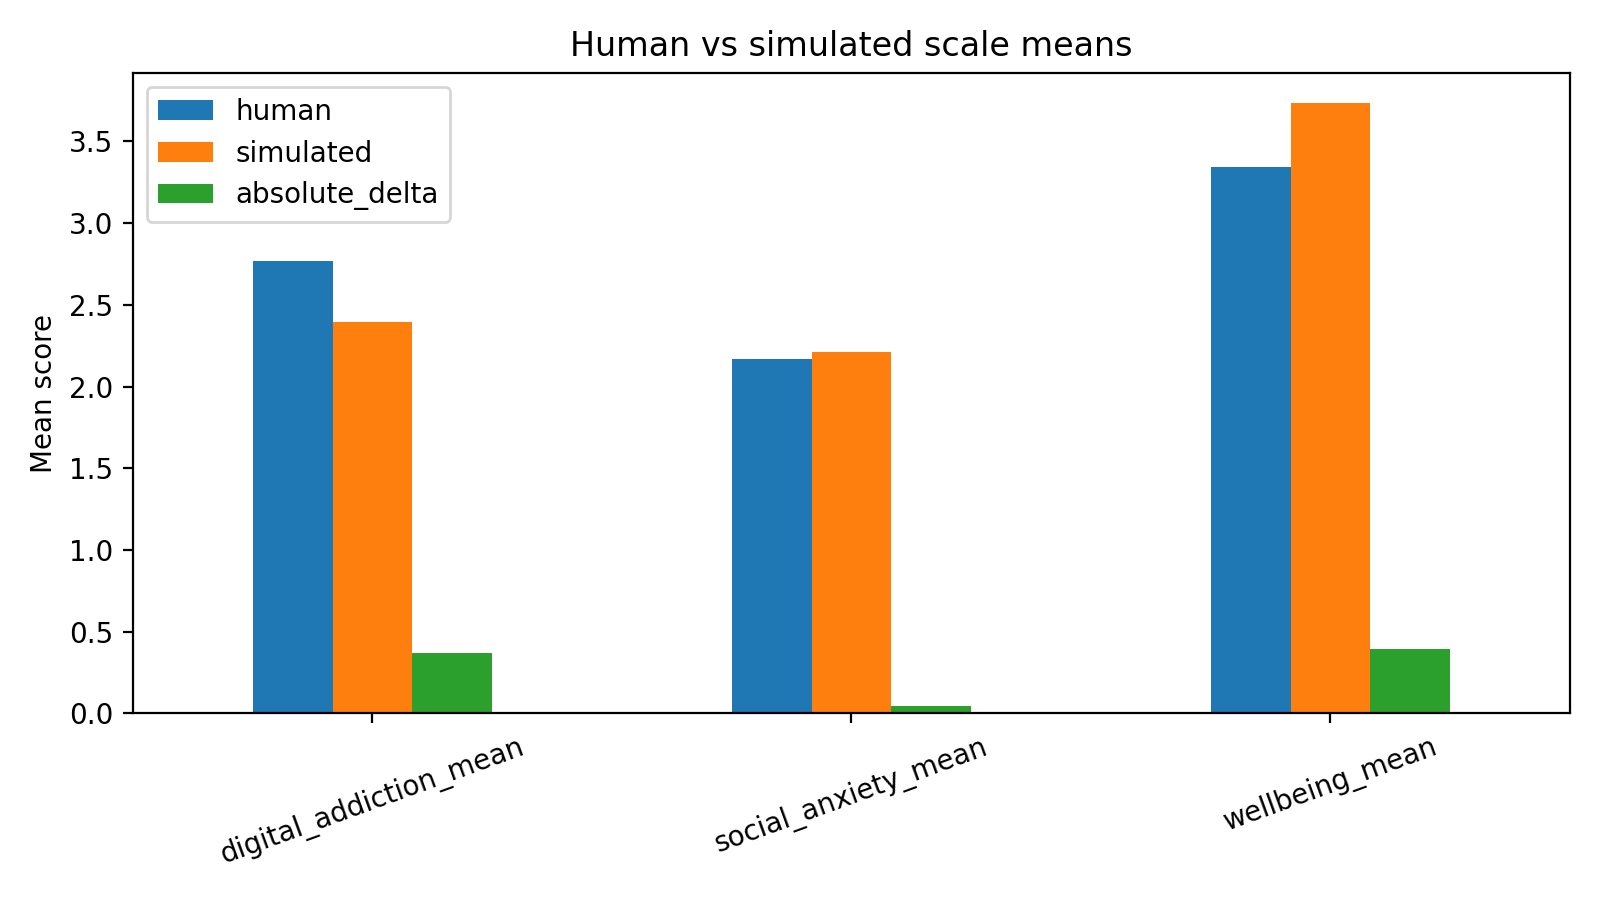 Human vs simulated scale means
human
simulated
absolute_delta
Mean score
3.5
3.0
2.5
2.0
1.5
1.0
0.5
0.0
digital_addiction_mean
social_anxiety_mean
wellbeing_mean